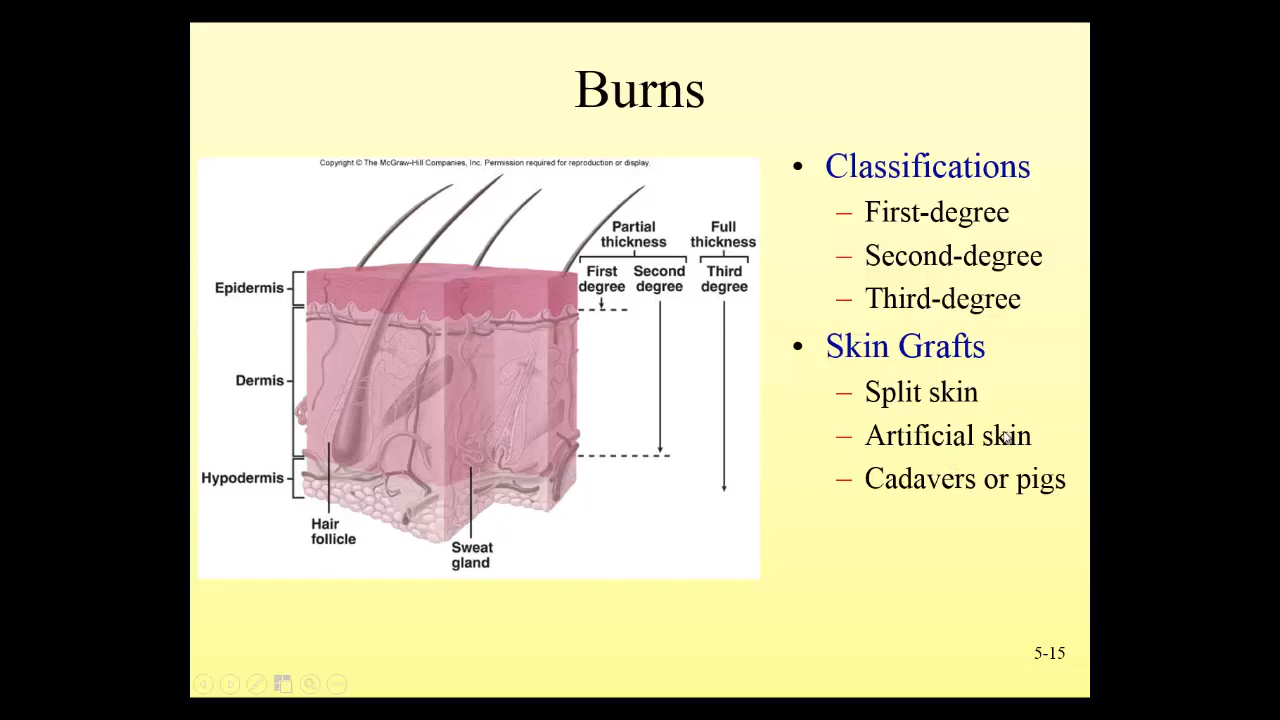 Burns
Copyright © The McGraw-Hill Companies, Inc. Permission required for reproduction or display.
Partial
thickness
Full
thickness
First
degree
Second
degree
Third
degree
Epidermis
Dermis
Hypodermis
Hair
follicle
Sweat
gland
• Classifications
– First-degree
– Second-degree
– Third-degree
• Skin Grafts
– Split skin
– Artificial skin
– Cadavers or pigs
5-15